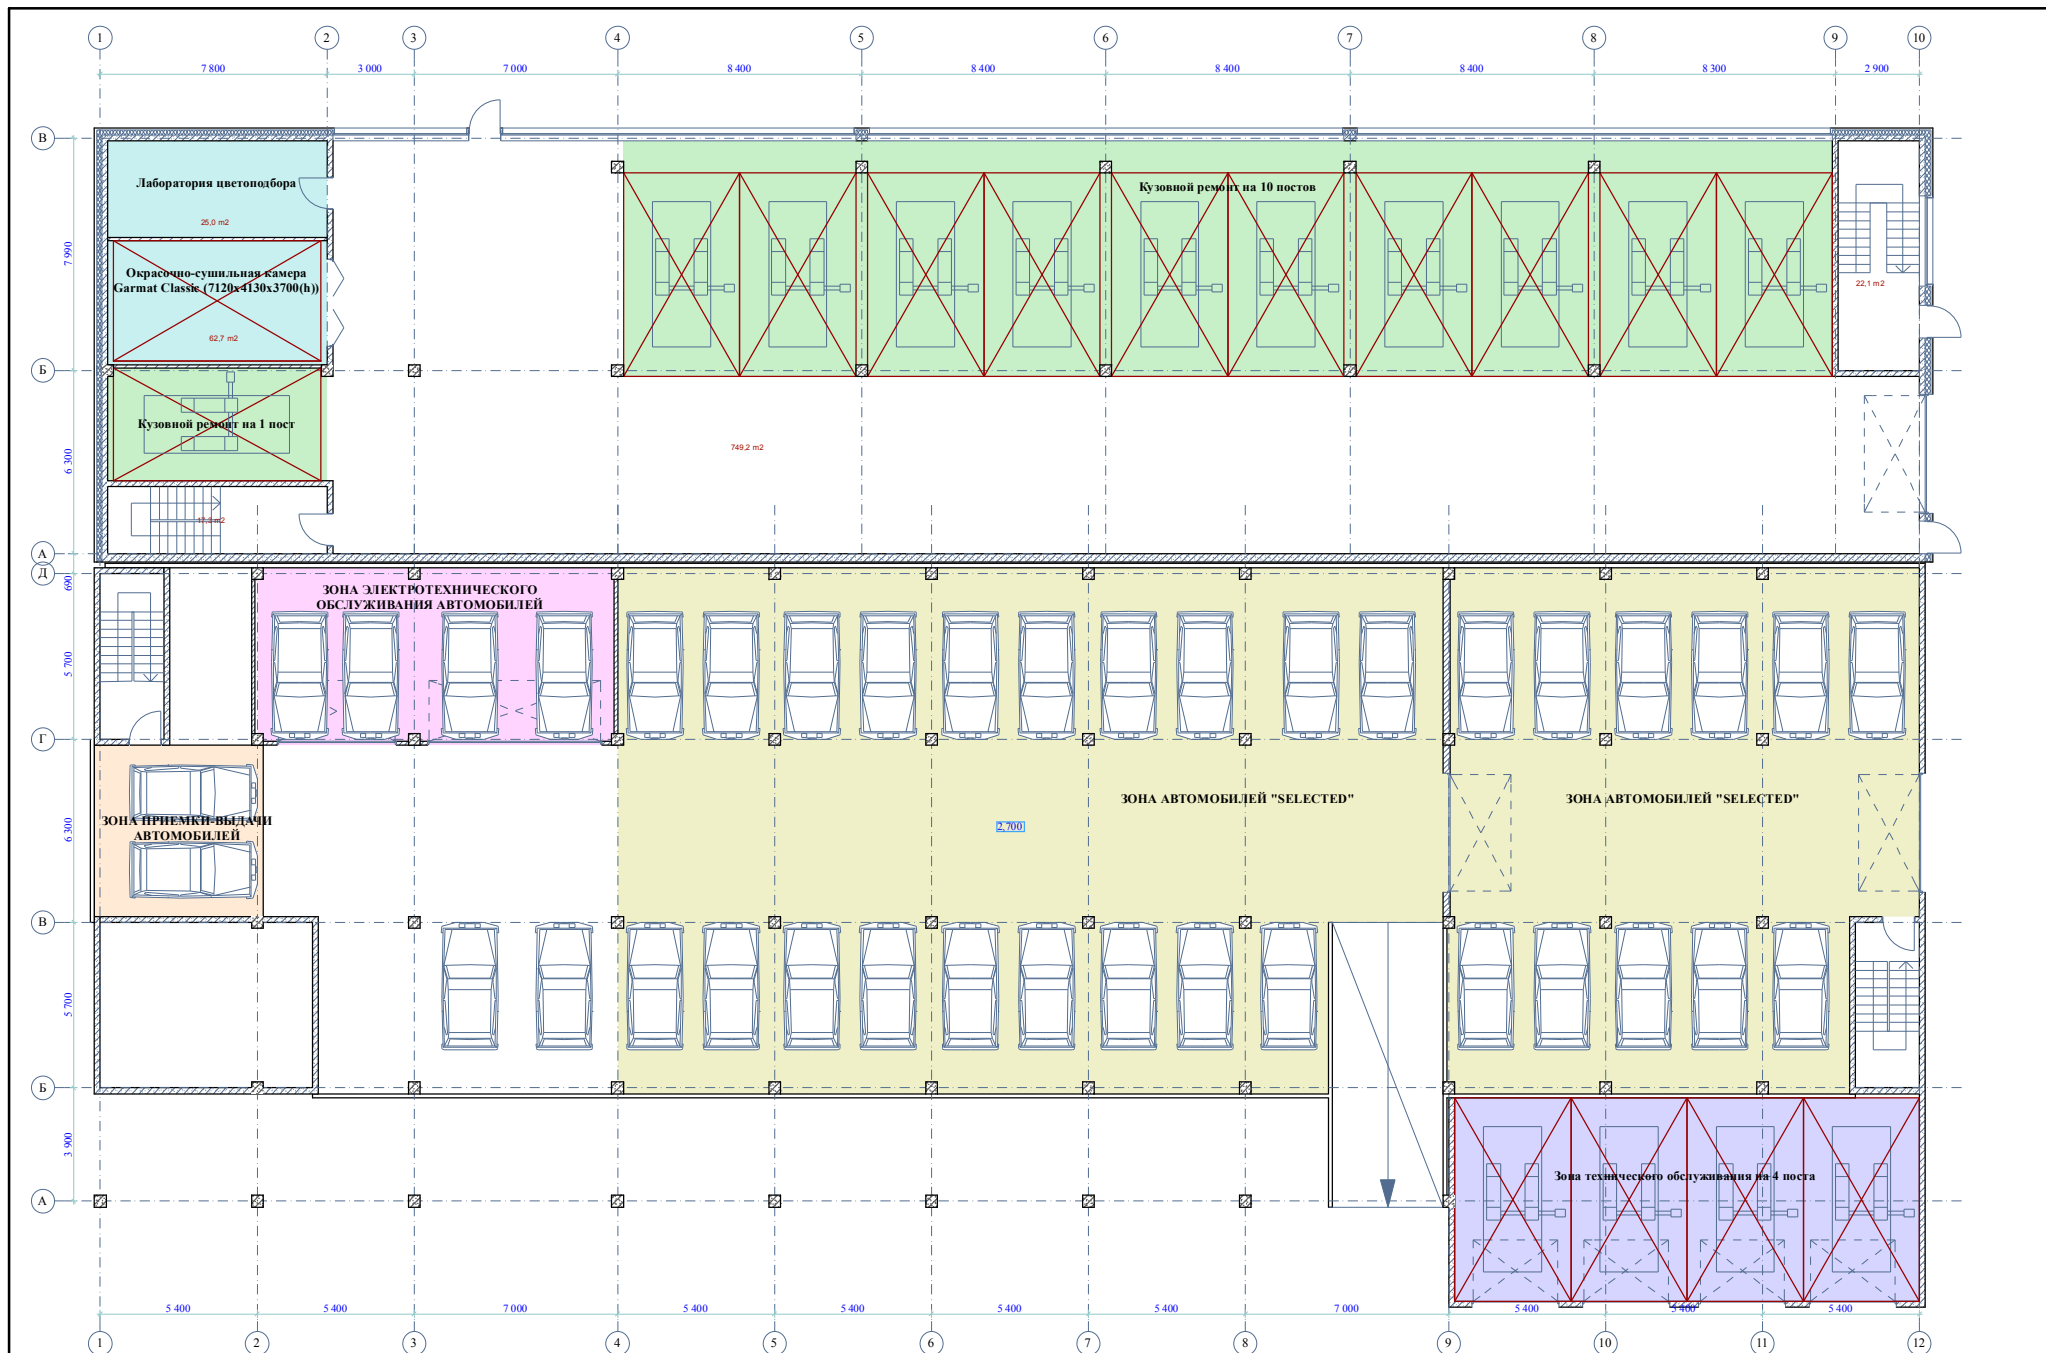 1 2 3 4 5 6 7 8 9 10
7 800 3 000 7 000 8 400 8 400 8 400 8 400 8 300 2 900
В
Лаборатория цветоподбора
Кузовной ремонт на 10 постов
25,0 m2
7 990
Окрасочно-сушильная камера
Garmat Classic (7120x4130x3700(h))
22,1 m2
62,7 m2
Б
Кузовной ремонт на 1 пост
749,2 m2
6 300
17,3 m2
А
Д
690
ЗОНА ЭЛЕКТРОТЕХНИЧЕСКОГО
ОБСЛУЖИВАНИЯ АВТОМОБИЛЕЙ
5 700
Г
ЗОНА АВТОМОБИЛЕЙ "SELECTED"
ЗОНА АВТОМОБИЛЕЙ "SELECTED"
ЗОНА ПРИЕМКИ-ВЫДАЧИ
АВТОМОБИЛЕЙ
2,700
6 300
В
5 700
Б
3 900
Зона технического обслуживания на 4 поста
А
5 400 5 400 7 000 5 400 5 400 5 400 5 400 7 000 5 400 5 400 5 400
1 2 3 4 5 6 7 8 9 10 11 12